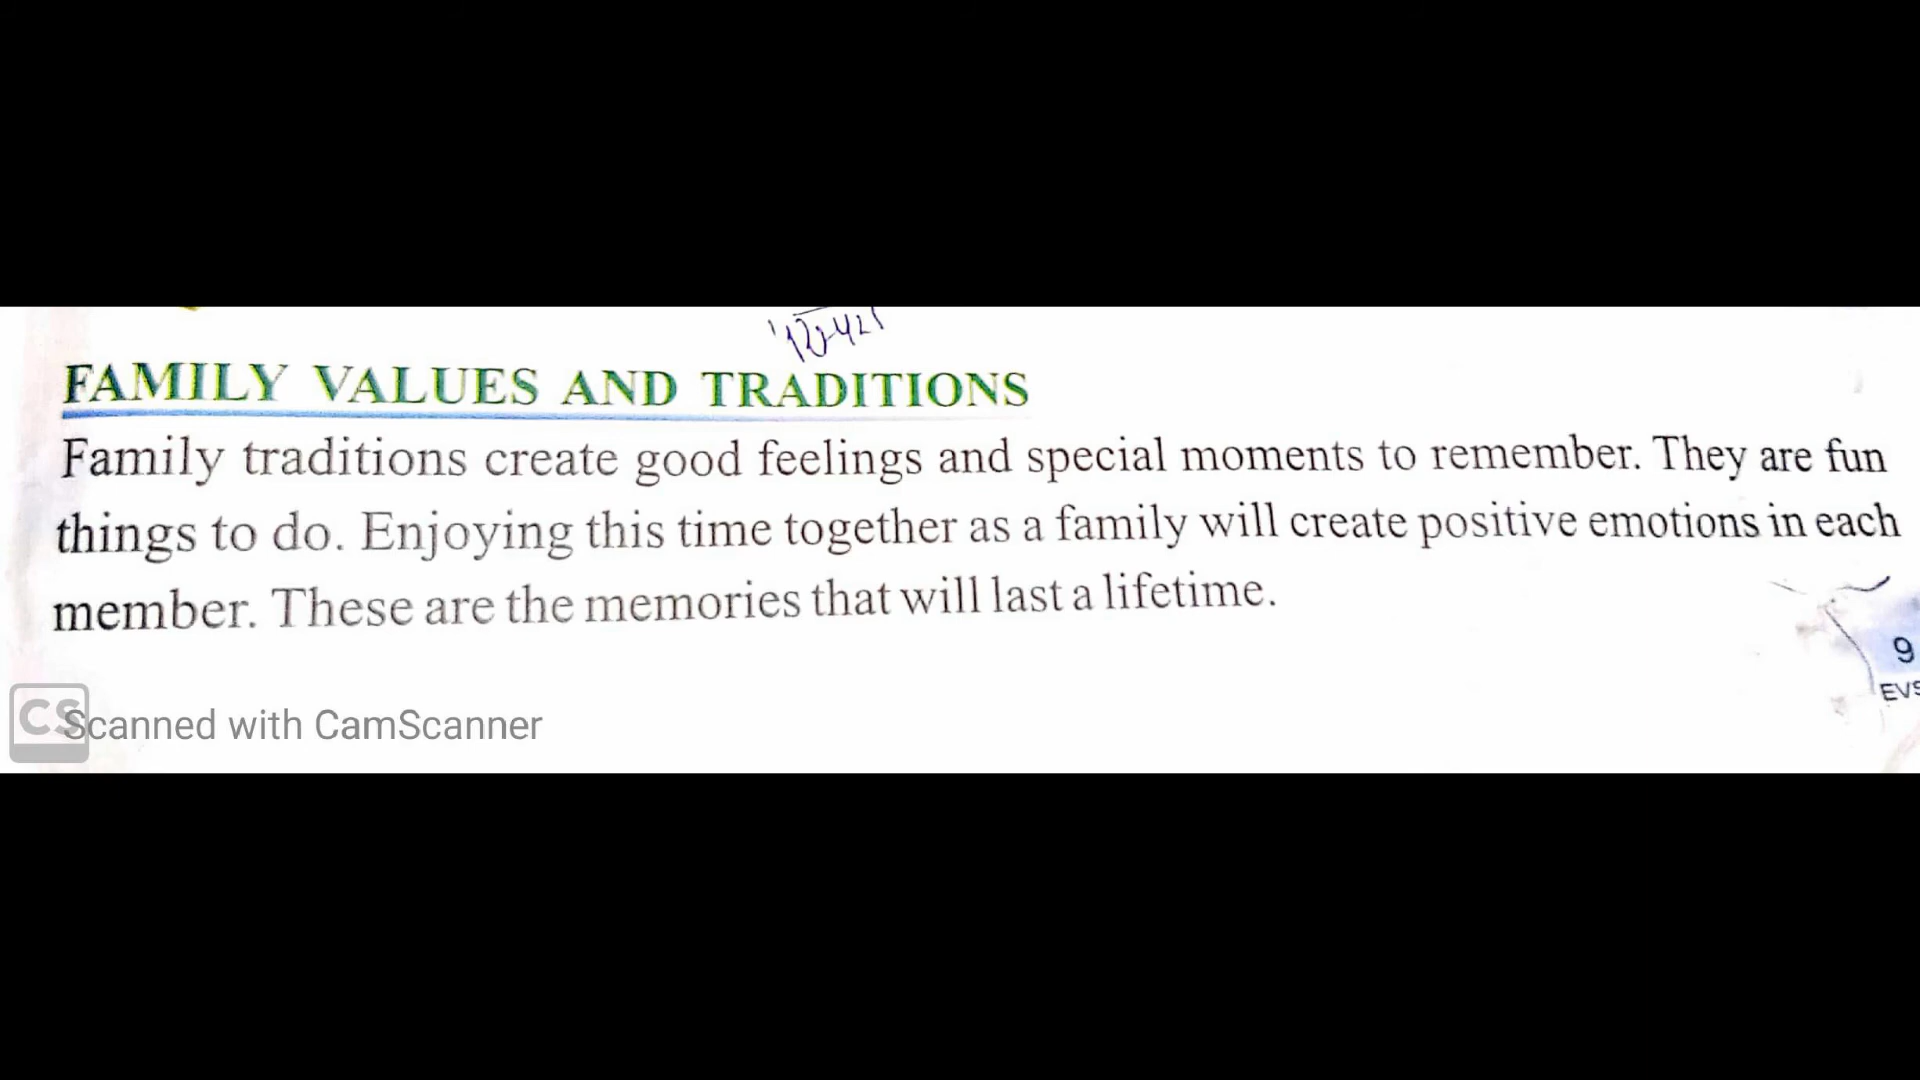 FAMILY VALUES AND TRADITIONS
Family traditions create good feelings and special moments to remember. They are fun
things to do. Enjoying this time together as a family will create positive emotions in each
member. These are the memories that will last a lifetime.
9
EVS
CS Scanned with CamScanner